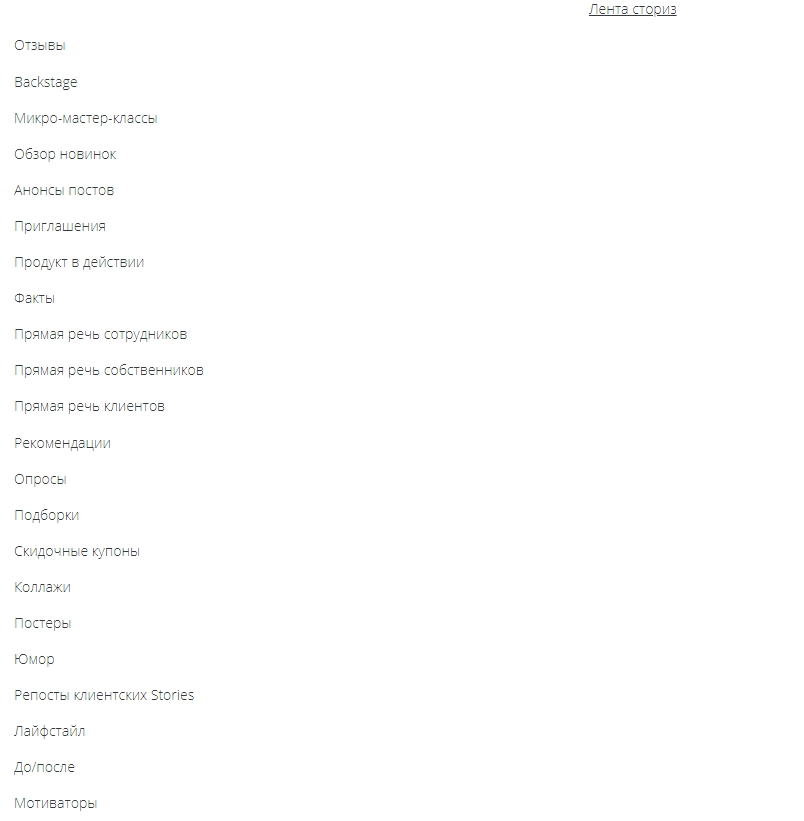 Лента сториз
Отзывы
Backstage
Микро-мастер-классы
Обзор новинок
Анонсы постов
Приглашения
Продукт в действии
Факты
Прямая речь сотрудников
Прямая речь собственников
Прямая речь клиентов
Рекомендации
Опросы
Подборки
Скидочные купоны
Коллажи
Постеры
Юмор
Репосты клиентских Stories
Лайфстайл
До/после
Мотиваторы